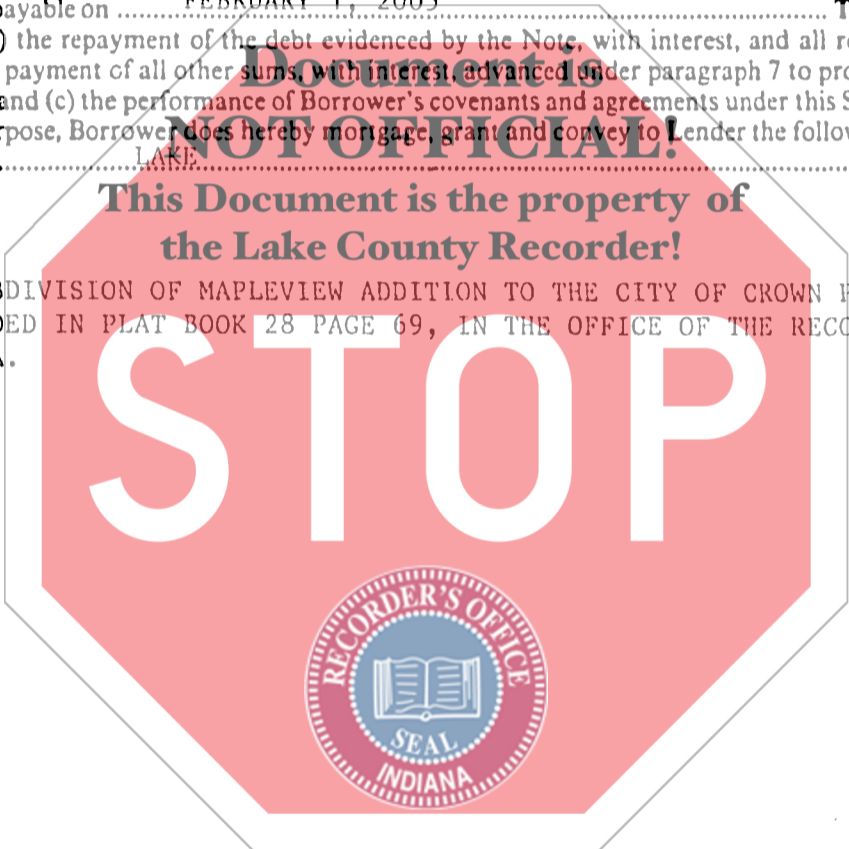 payable on FEBRUARY 1, 2005
) the repayment of the debt evidenced by the Note, with interest, and all
Document is
payment of all other sums, with interest, advanced under paragraph 7 to
and (c) the performance of Borrower's covenants and agreements under this
NOT OFFICIAL!
Borrower does hereby mortgage, grant and convey to Lender the
LAKE
This Document is the property of
the Lake County Recorder!
DIVISION OF MAPLEVIEW ADDITION TO THE CITY OF CROWN
ED IN PLAT BOOK 28 PAGE 69, IN THE OFFICE OF THE
STOP
RECORDER'S OFFICE
SEAL
INDIANA